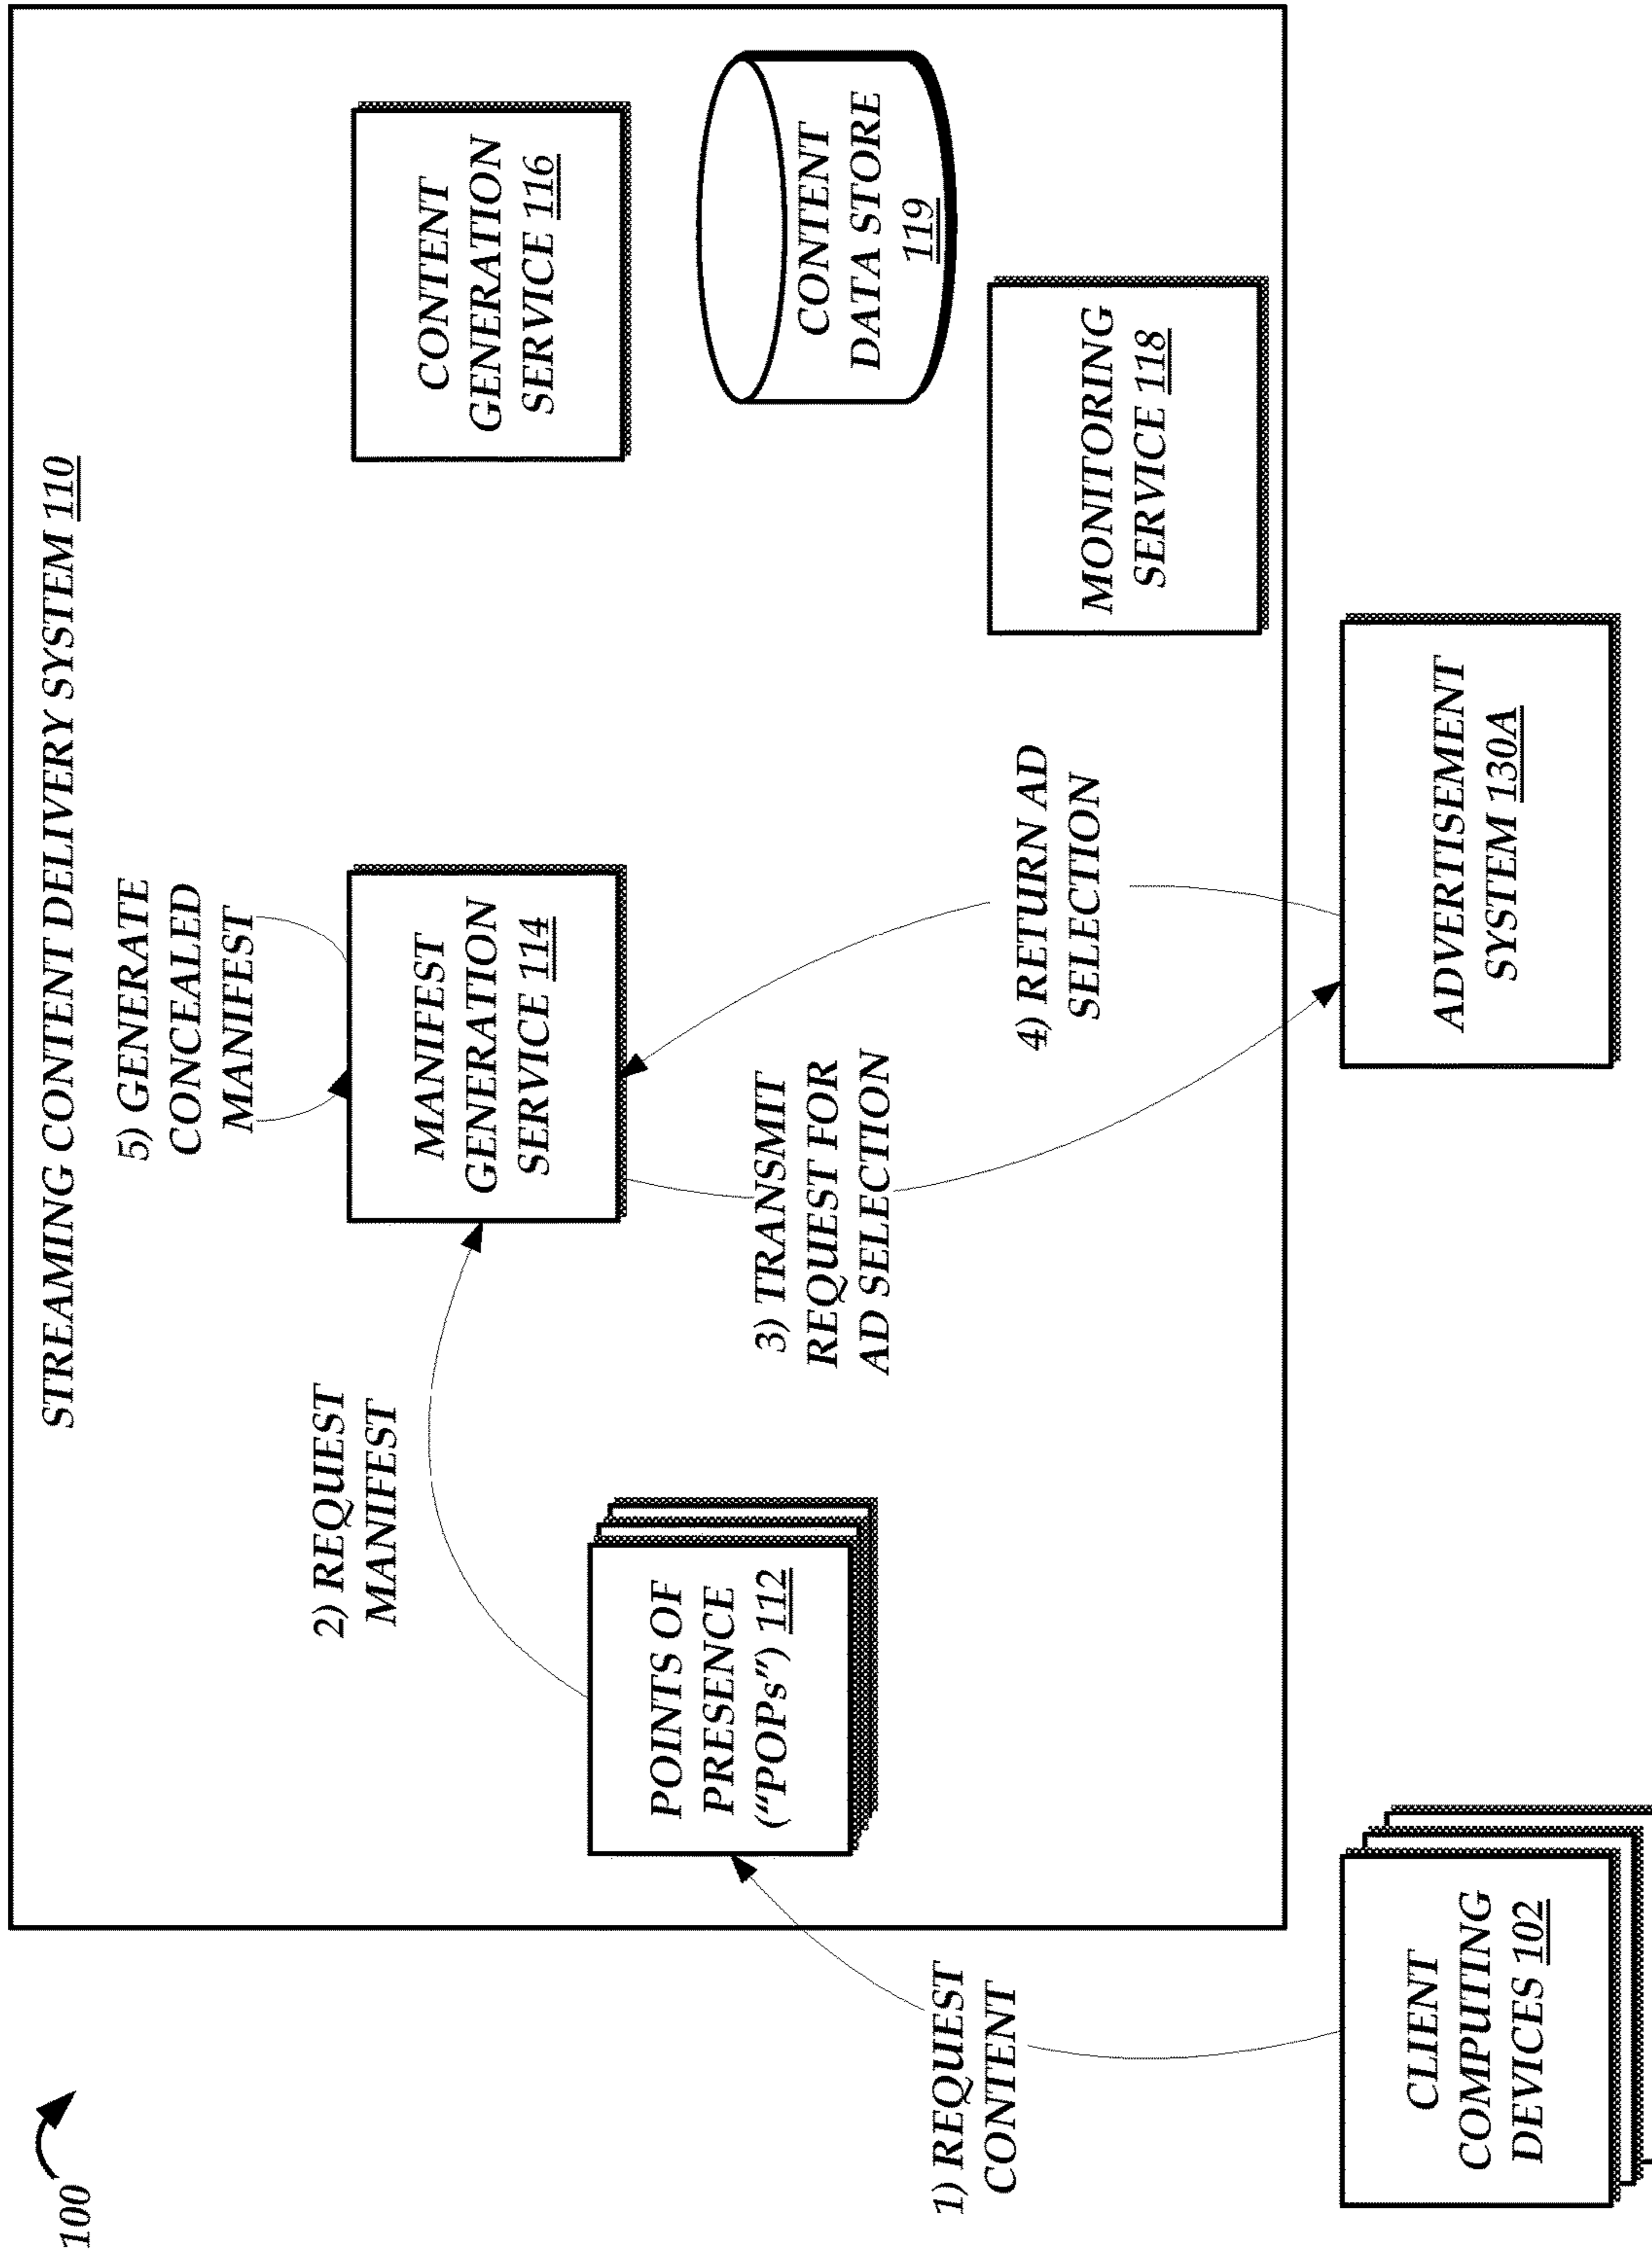 100
STREAMING CONTENT DELIVERY SYSTEM 110
5) GENERATE
CONCEALED
MANIFEST
2) REQUEST
MANIFEST
MANIFEST
GENERATION
SERVICE 114
CONTENT
GENERATION
SERVICE 116
POINTS OF
PRESENCE
(“POPs”) 112
3) TRANSMIT
REQUEST FOR
AD SELECTION
CONTENT
DATA STORE
119
1) REQUEST
CONTENT
4) RETURN AD
SELECTION
MONITORING
SERVICE 118
CLIENT
COMPUTING
DEVICES 102
ADVERTISEMENT
SYSTEM 130A